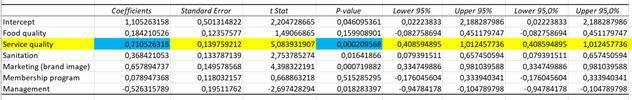 Coefficients Standard Error t Stat P-value Lower 95% Upper 95% Lower 95,0% Upper 95,0%
Intercept 1,105263158 0,501314822 2,204728665 0,046095361 0,02223833 2,188287986 0,02223833 2,188287986
Food quality 0,184210526 0,12357577 1,49066865 0,159908901 -0,082758694 0,451179747 -0,082758694 0,451179747
Service quality 0,710526316 0,139759212 5,083931907 0,000209568 0,408594895 1,012457736 0,408594895 1,012457736
Sanitation 0,368421053 0,133787139 2,753785274 0,01641866 0,079391511 0,657450594 0,079391511 0,657450594
Marketing (brand image) 0,657894737 0,149578568 4,398322191 0,000719882 0,334749886 0,981039588 0,334749886 0,981039588
Membership program 0,078947368 0,118032157 0,668863218 0,515285295 -0,176045604 0,333940341 -0,176045604 0,333940341
Management -0,526315789 0,19511762 -2,697428294 0,018283397 -0,94784178 -0,104789798 -0,94784178 -0,104789798